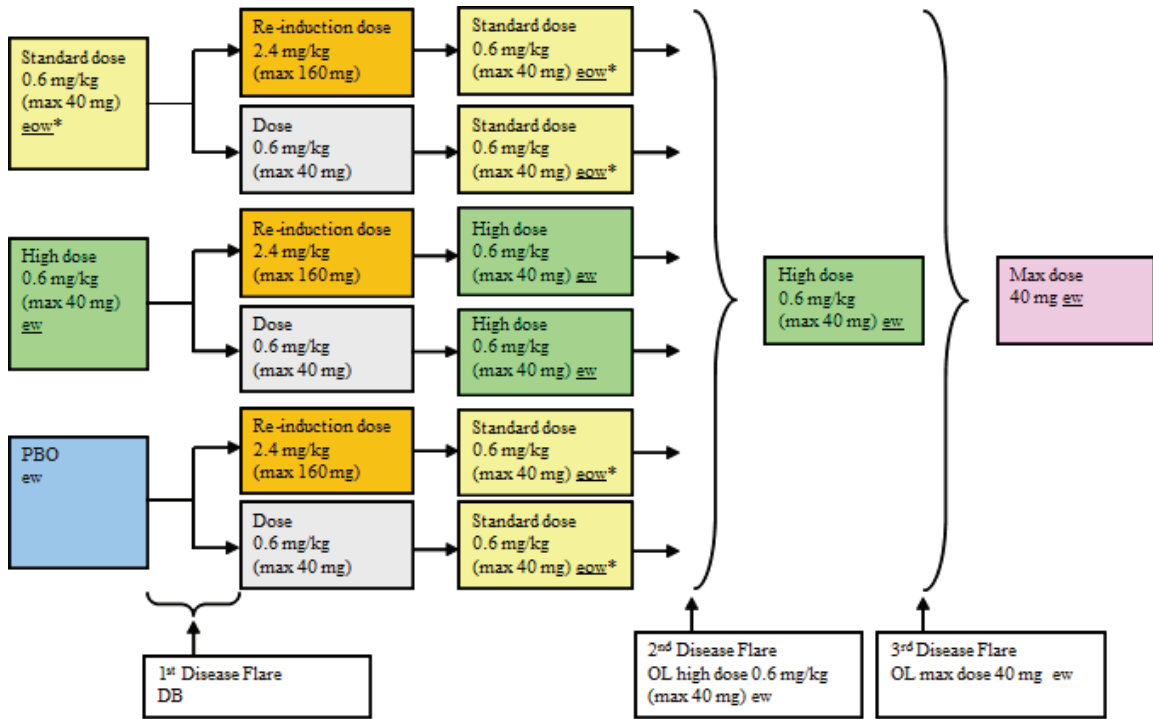 Standard dose
0.6 mg/kg
(max 40 mg)
eow*
Re-induction dose
2.4 mg/kg
(max 160 mg)
Standard dose
0.6 mg/kg
(max 40 mg) eow*
Dose
0.6 mg/kg
(max 40 mg)
Standard dose
0.6 mg/kg
(max 40 mg) eow*
High dose
0.6 mg/kg
(max 40 mg)
ew
Re-induction dose
2.4 mg/kg
(max 160 mg)
High dose
0.6 mg/kg
(max 40 mg) ew
Dose
0.6 mg/kg
(max 40 mg)
High dose
0.6 mg/kg
(max 40 mg) ew
PBO
ew
Re-induction dose
2.4 mg/kg
(max 160 mg)
Standard dose
0.6 mg/kg
(max 40 mg) eow*
Dose
0.6 mg/kg
(max 40 mg)
Standard dose
0.6 mg/kg
(max 40 mg) eow*
High dose
0.6 mg/kg
(max 40 mg) ew
Max dose
40 mg ew
1st Disease Flare
DB
2nd Disease Flare
OL high dose 0.6 mg/kg
(max 40 mg) ew
3rd Disease Flare
OL max dose 40 mg ew